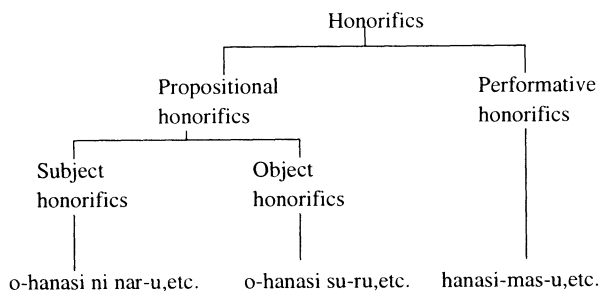 Honorifics
Propositional
honorifics
Performative
honorifics
Subject
honorifics
Object
honorifics
o-hanasi ni nar-u,etc.
o-hanasi su-ru,etc.
hanasi-mas-u,etc.